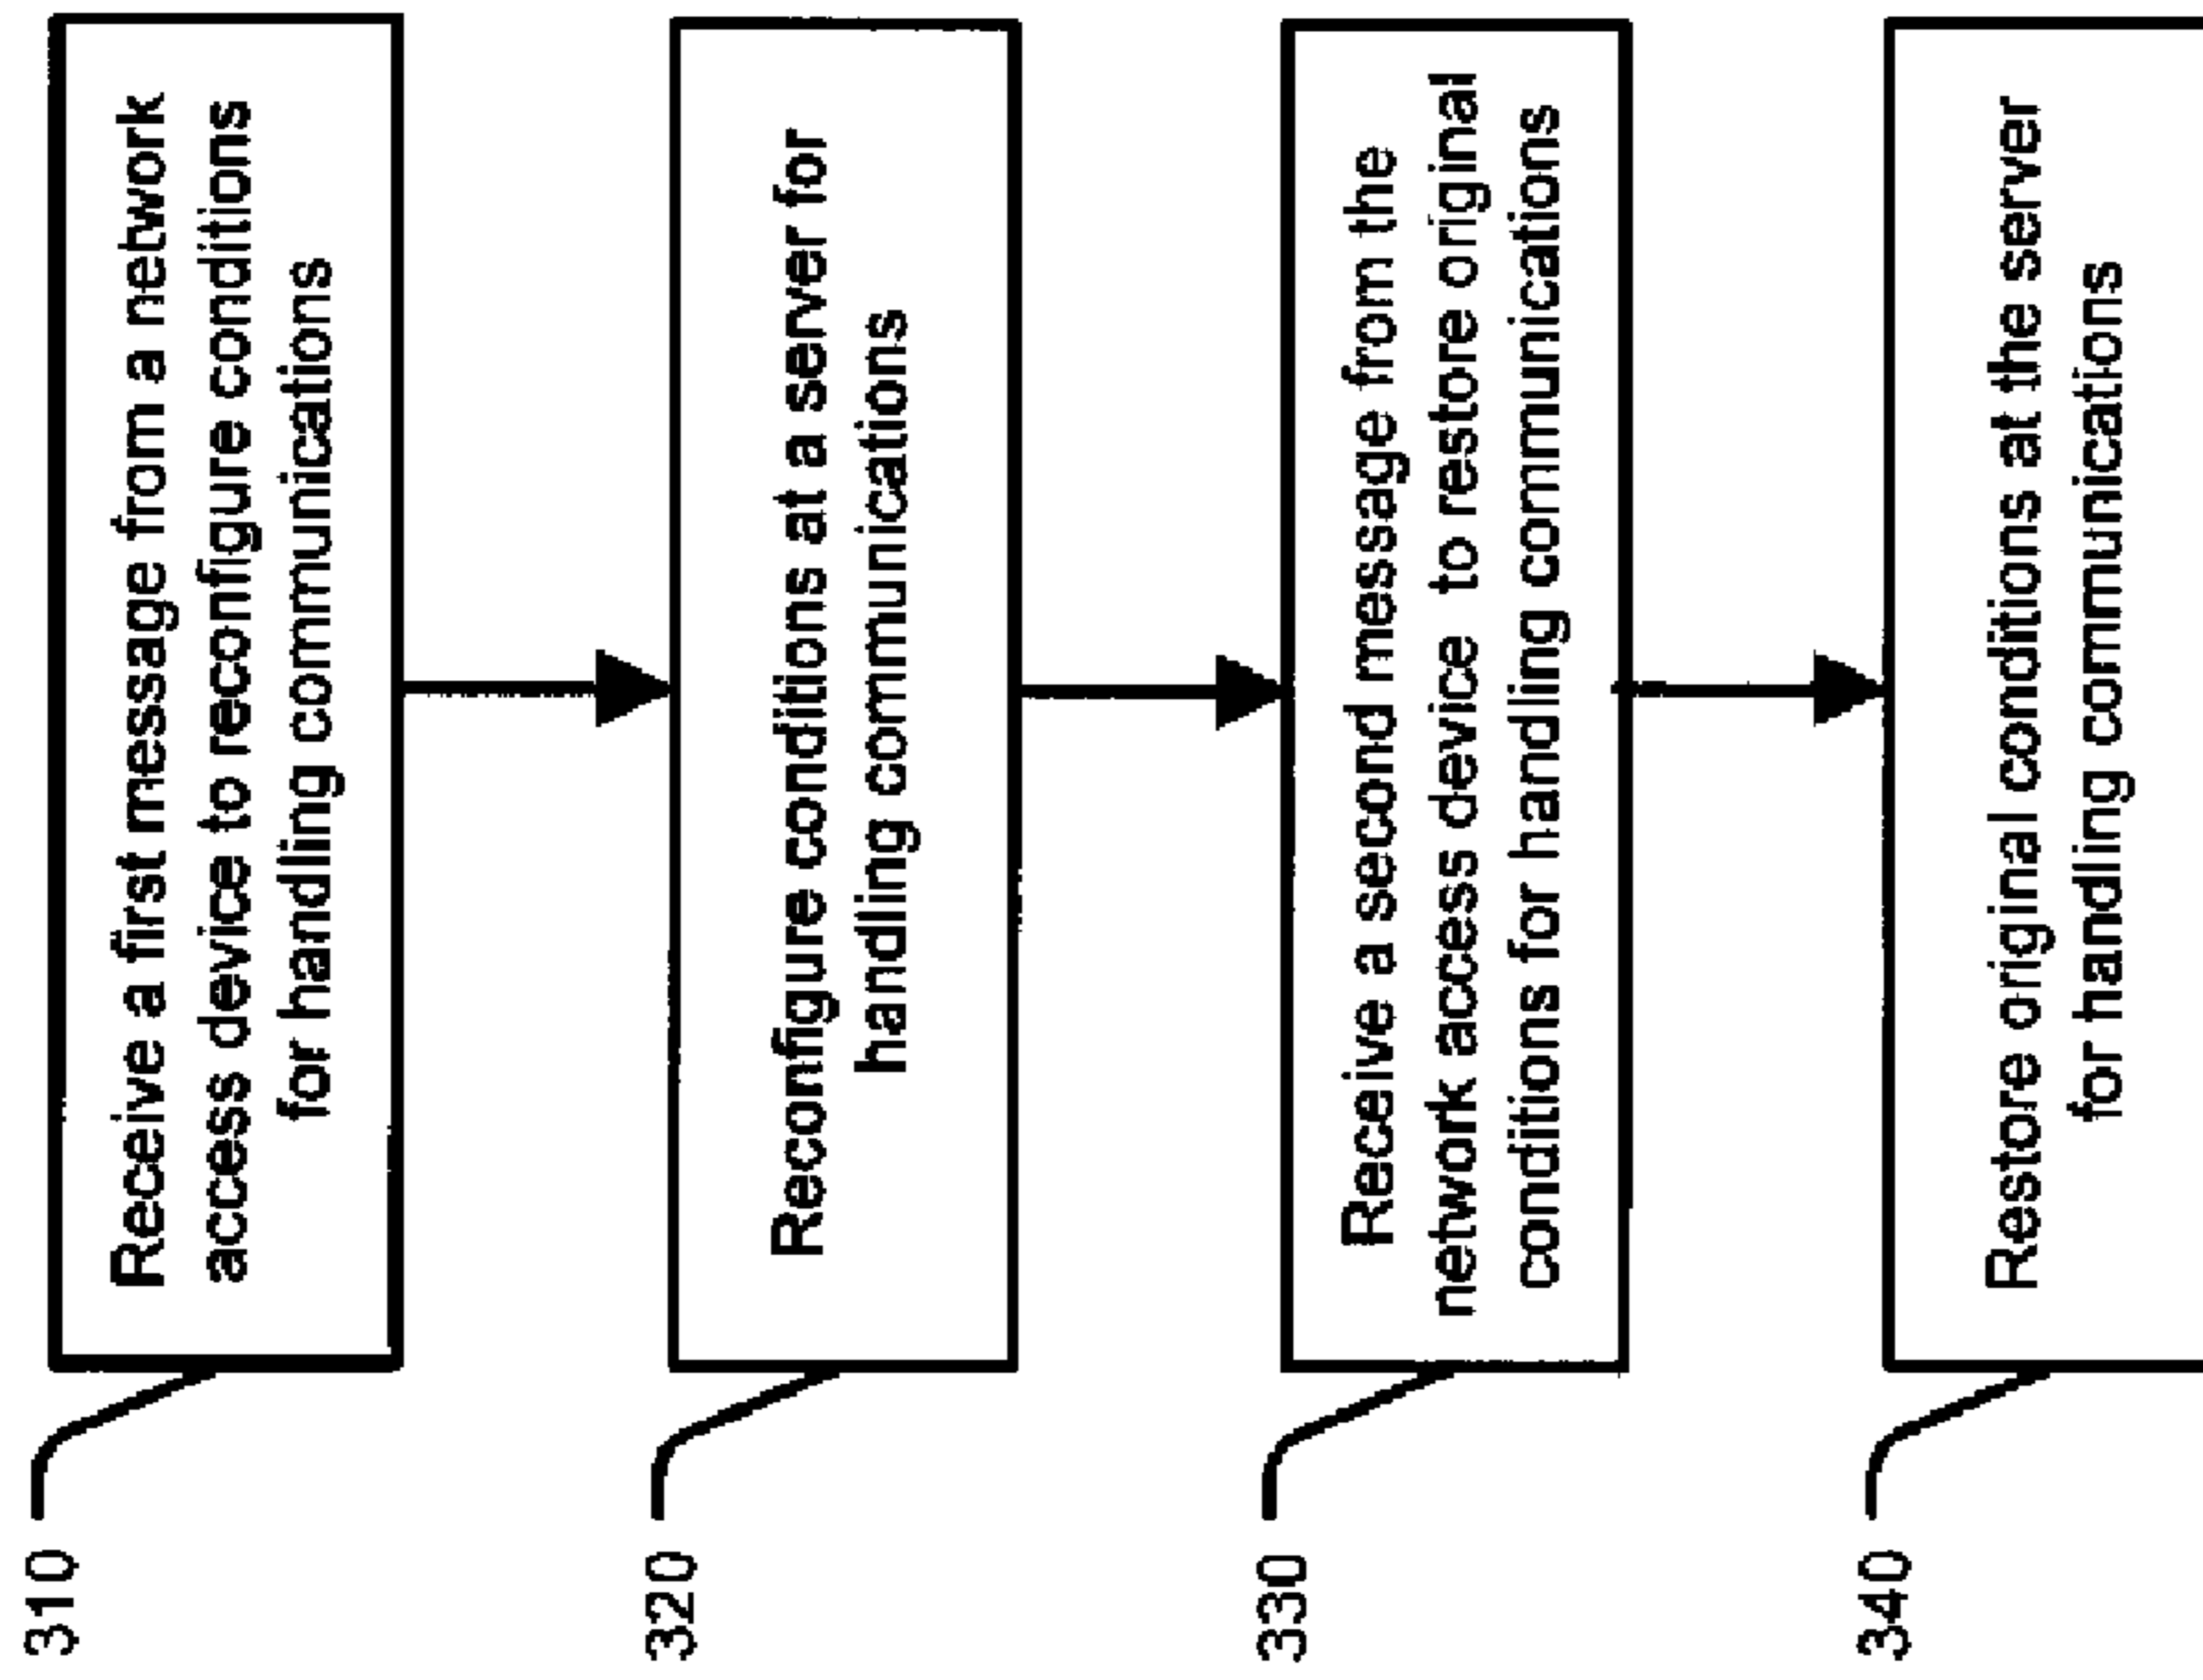 310
Receive a first message from a network
access device to reconfigure conditions
for handling communications
320
Reconfigure conditions at a server for
handling communications
330
Receive a second message from the
network access device to restore original
conditions for handling communications
340
Restore original conditions at the server
for handling communications